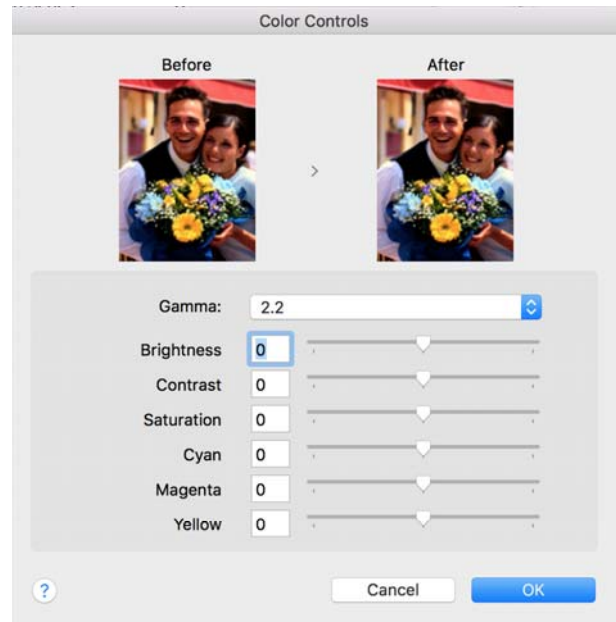 Color Controls
Before After
>
Gamma: 2.2
Brightness 0
Contrast 0
Saturation 0
Cyan 0
Magenta 0
Yellow 0
? Cancel OK